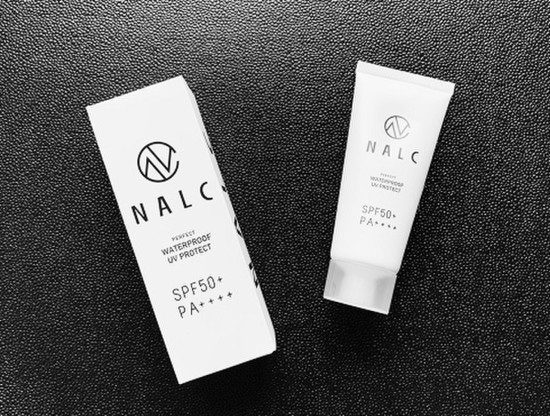 NALC
PERFECT
WATERPROOF
UV PROTECT
SPF50+
PA++++
NALC
PERFECT
WATERPROOF
UV PROTECT
SPF50+
PA++++